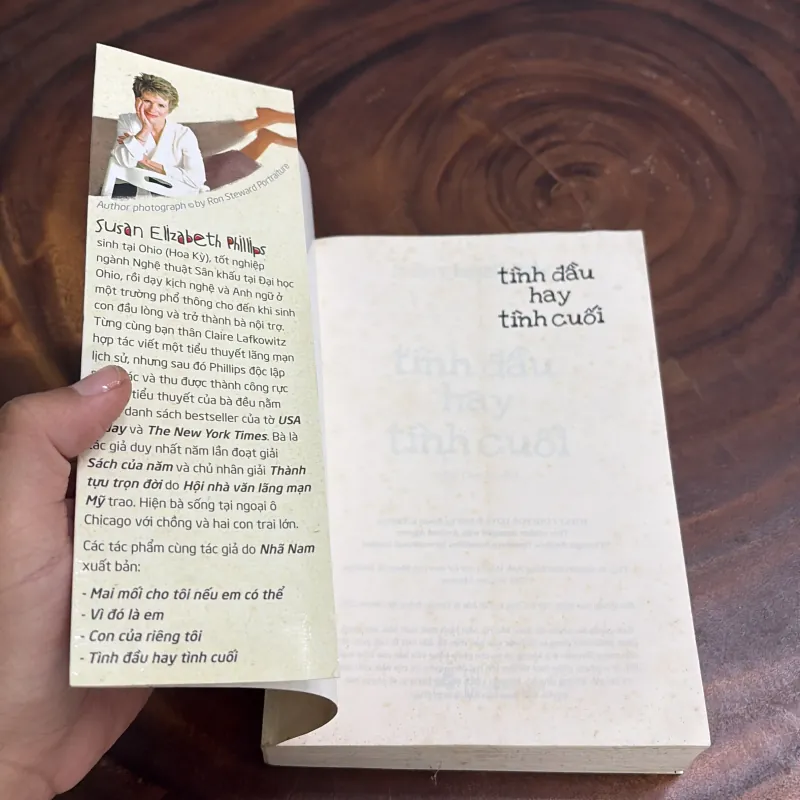 Author photograph © by Ron Steward Portraiture
Susan Elizabeth Phillips
sinh tại Ohio (Hoa Kỳ), tốt nghiệp
ngành Nghệ thuật Sân khấu tại Đại học
Ohio, rồi dạy kịch nghệ và Anh ngữ ở
một trường phổ thông cho đến khi sinh
con đầu lòng và trở thành bà nội trợ.
Từng cùng bạn thân Claire Lafkowitz
hợp tác viết một tiểu thuyết lãng mạn
lịch sử, nhưng sau đó Phillips độc lập
tác và thu được thành công rực
tiểu thuyết của bà đều nằm
danh sách bestseller của tờ USA
và The New York Times. Bà là
tác giả duy nhất năm lần đoạt giải
Sách của năm và chủ nhân giải Thành
tựu trọn đời do Hội nhà văn lãng mạn
Mỹ trao. Hiện bà sống tại ngoại ô
Chicago với chồng và hai con trai lớn.
Các tác phẩm cùng tác giả do Nhã Nam
xuất bản:
- Mai mối cho tôi nếu em có thể
- Vì đó là em
- Con của riêng tôi
- Tình đầu hay tình cuối
tình đầu
hay
tình cuối